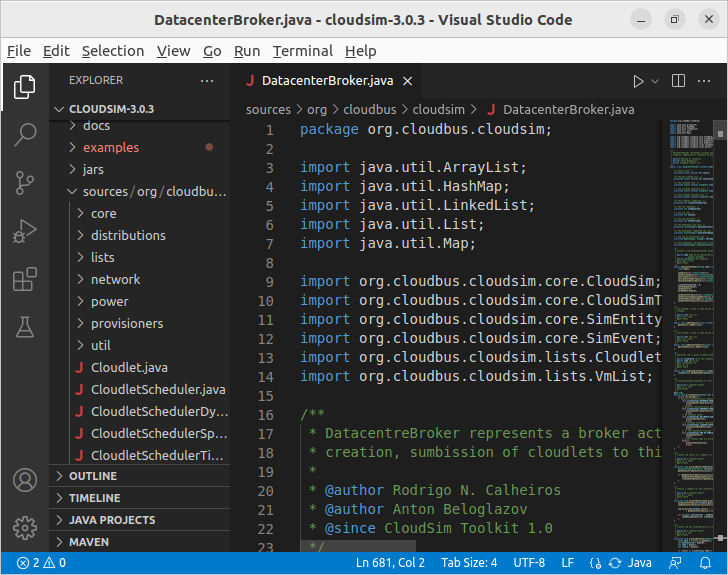 DatacenterBroker.java - cloudsim-3.0.3 - Visual Studio Code
File Edit Selection View Go Run Terminal Help
EXPLORER
CLOUDSIM-3.0.3
docs
examples
jars
sources/org/cloudbu...
core
distributions
lists
network
power
provisioners
util
Cloudlet.java
CloudletScheduler.java
CloudletSchedulerDy...
CloudletSchedulerSp...
CloudletSchedulerTi...
OUTLINE
TIMELINE
JAVA PROJECTS
MAVEN
DatacenterBroker.java
sources > org > cloudbus > cloudsim > DatacenterBroker.java
1 package org.cloudbus.cloudsim;
2
3 import java.util.ArrayList;
4 import java.util.HashMap;
5 import java.util.LinkedList;
6 import java.util.List;
7 import java.util.Map;
8
9 import org.cloudbus.cloudsim.core.CloudSim;
10 import org.cloudbus.cloudsim.core.CloudSimT
11 import org.cloudbus.cloudsim.core.SimEntity
12 import org.cloudbus.cloudsim.core.SimEvent;
13 import org.cloudbus.cloudsim.lists.Cloudlet
14 import org.cloudbus.cloudsim.lists.VmList;
15
16 /**
17 * DatacentreBroker represents a broker act
18 * creation, sumbission of cloudlets to thi
19 *
20 * @author Rodrigo N. Calheiros
21 * @author Anton Beloglazov
22 * @since CloudSim Toolkit 1.0
23 */
2 0 Ln 681, Col 2 Tab Size: 4 UTF-8 LF Java